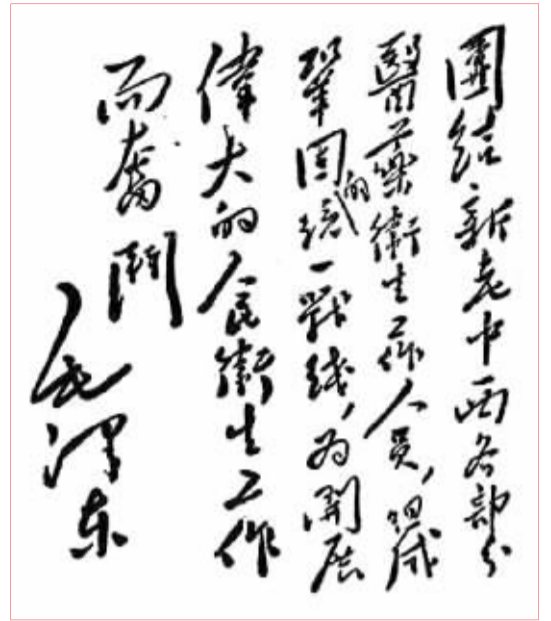 團結新老中西各部分
醫藥衛生工作人員，組成
鞏固的統一戰綫，為開展
偉大的人民衛生工作
而奮鬥
毛澤东